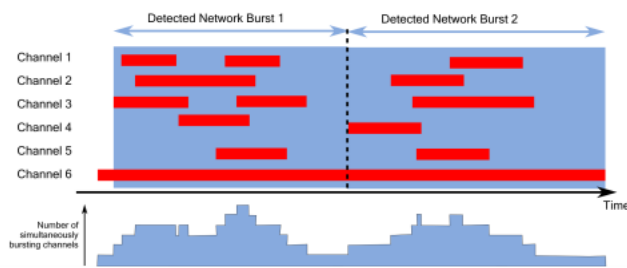 Detected Network Burst 1
Detected Network Burst 2
Channel 1
Channel 2
Channel 3
Channel 4
Channel 5
Channel 6
Time
Number of
simultaneously
bursting channels